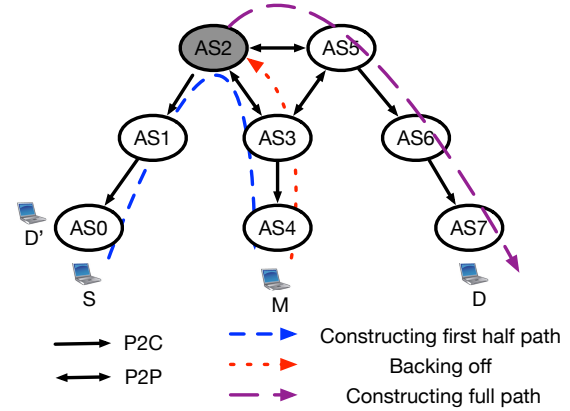 AS2 AS5
AS1 AS3 AS6
AS0 AS4 AS7
D'
S M D
P2C Constructing first half path
Backing off
P2P
Constructing full path